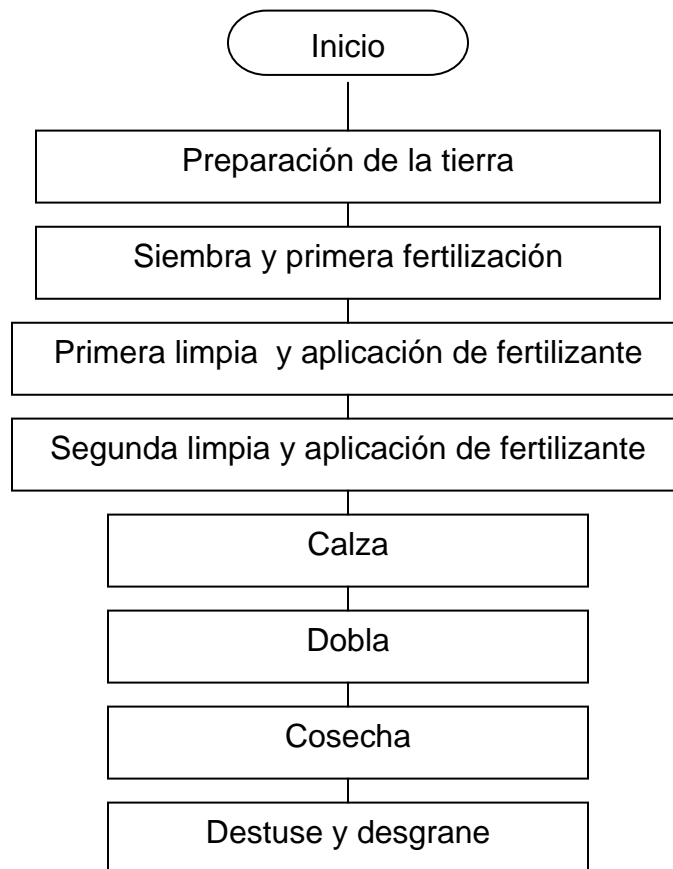 Inicio
Preparación de la tierra
Siembra y primera fertilización
Primera limpia  y aplicación de fertilizante
Segunda limpia y aplicación de fertilizante
Calza
Dobla
Cosecha
Destuse y desgrane